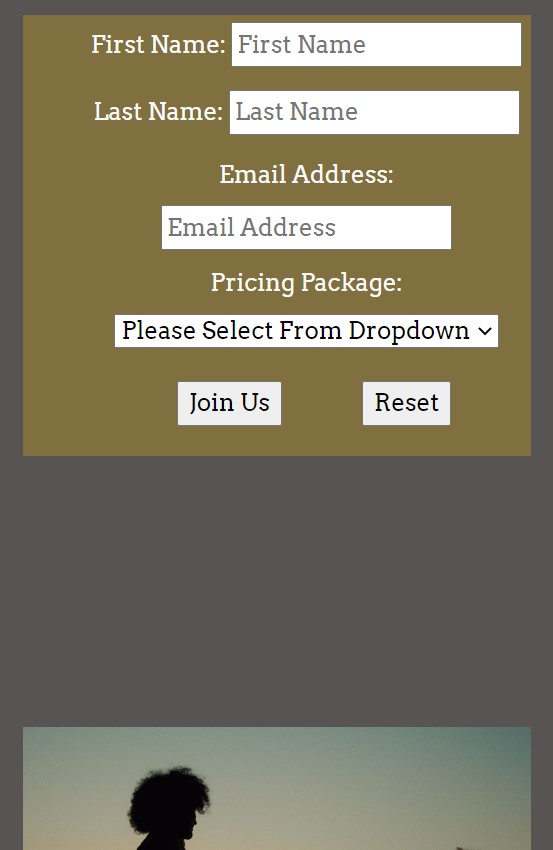 First Name: First Name
Last Name: Last Name
Email Address:
Email Address
Pricing Package:
Please Select From Dropdown
Join Us Reset